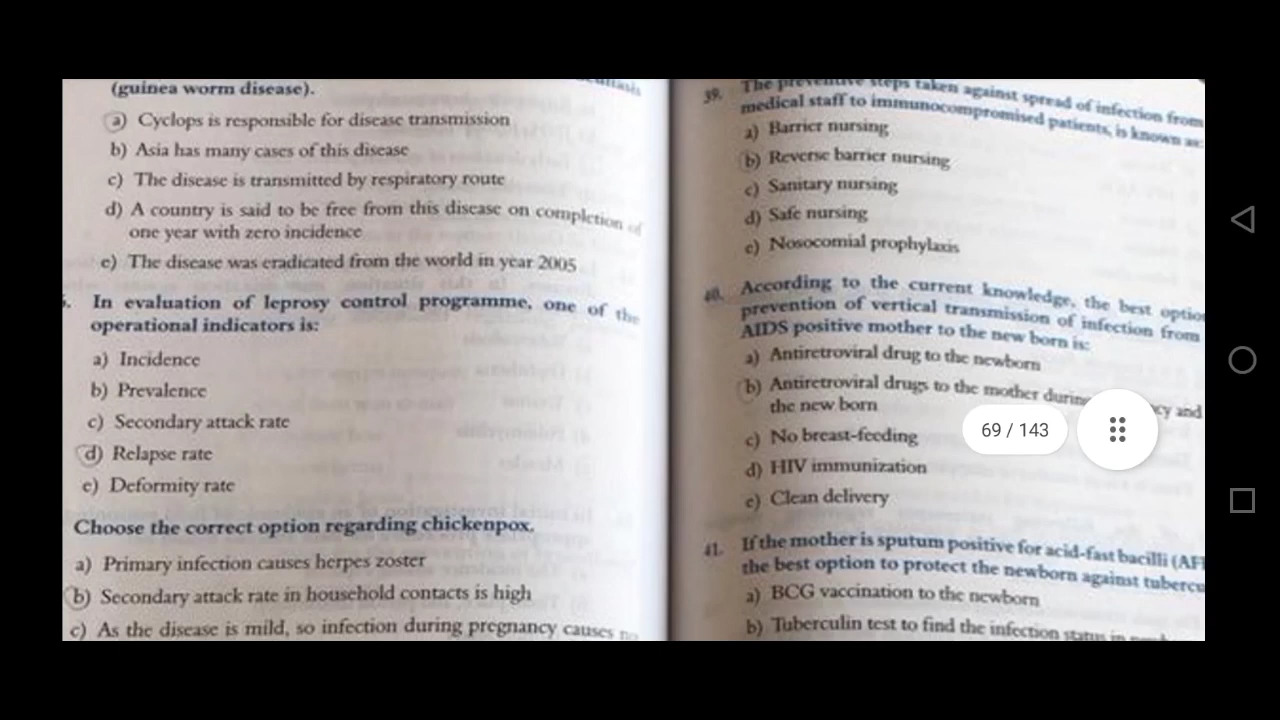 (guinea worm disease).
a) Cyclops is responsible for disease transmission
b) Asia has many cases of this disease
c) The disease is transmitted by respiratory route
d) A country is said to be free from this disease on completion of
one year with zero incidence
e) The disease was eradicated from the world in year 2005
In evaluation of leprosy control programme, one of the
operational indicators is:
a) Incidence
b) Prevalence
c) Secondary attack rate
d) Relapse rate
e) Deformity rate
Choose the correct option regarding chickenpox.
a) Primary infection causes herpes zoster
b) Secondary attack rate in household contacts is high
c) As the disease is mild, so infection during pregnancy causes no
39. The preventive steps taken against spread of infection from
medical staff to immunocompromised patients, is known as:
a) Barrier nursing
b) Reverse barrier nursing
c) Sanitary nursing
d) Safe nursing
e) Nosocomial prophylaxis
40. According to the current knowledge, the best
prevention of vertical transmission of infection from
AIDS positive mother to the new born is:
a) Antiretroviral drug to the newborn
b) Antiretroviral drugs to the mother during and
the new born
c) No breast-feeding
d) HIV immunization
e) Clean delivery
69 / 143
41. If the mother is sputum positive for acid-fast bacilli
the best option to protect the newborn against
a) BCG vaccination to the newborn
b) Tuberculin test to find the infection status in